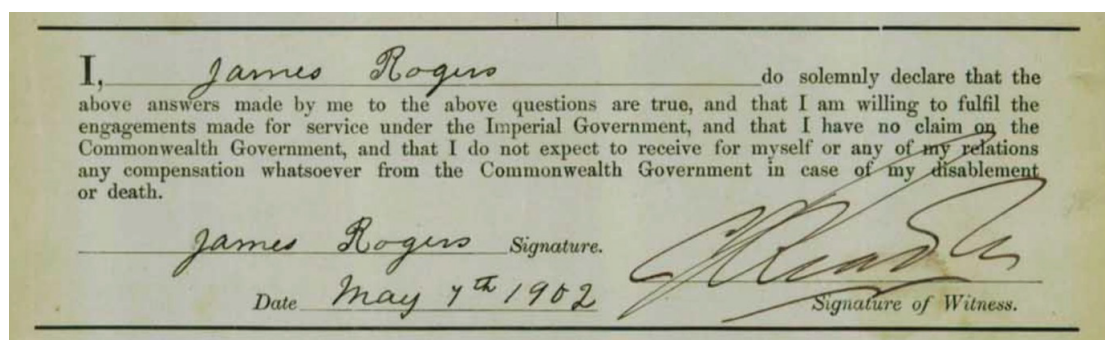 I, James Rogers do solemnly declare that the
above answers made by me to the above questions are true, and that I am willing to fulfil the
engagements made for service under the Imperial Government, and that I have no claim on the
Commonwealth Government, and that I do not expect to receive for myself or any of my relations
any compensation whatsoever from the Commonwealth Government in case of my disablement
or death.
James Rogers Signature.
Date May 7th 1902
Signature of Witness.